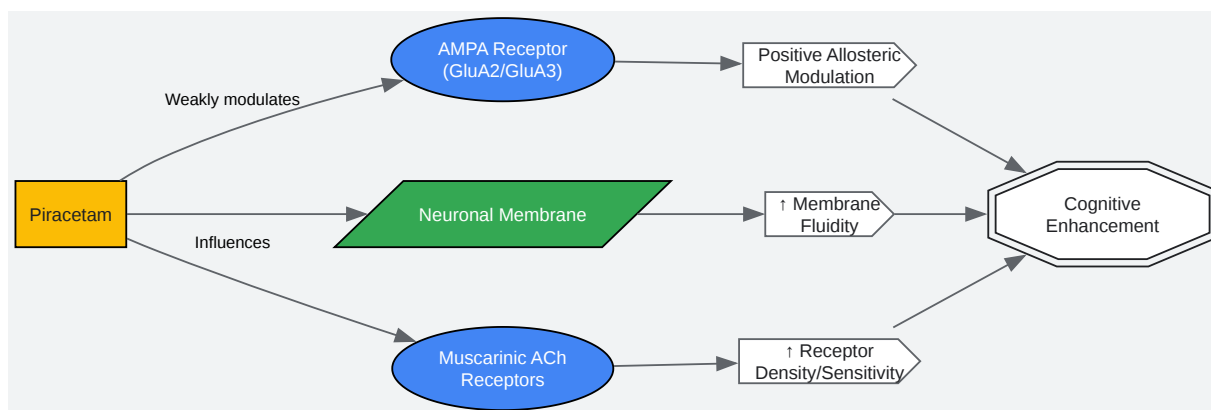 AMPA Receptor
(GluA2/GluA3)
Positive Allosteric
Modulation
Weakly modulates
Piracetam
Neuronal Membrane
↑ Membrane
Fluidity
Cognitive
Enhancement
Influences
Muscarinic ACh
Receptors
↑ Receptor
Density/Sensitivity